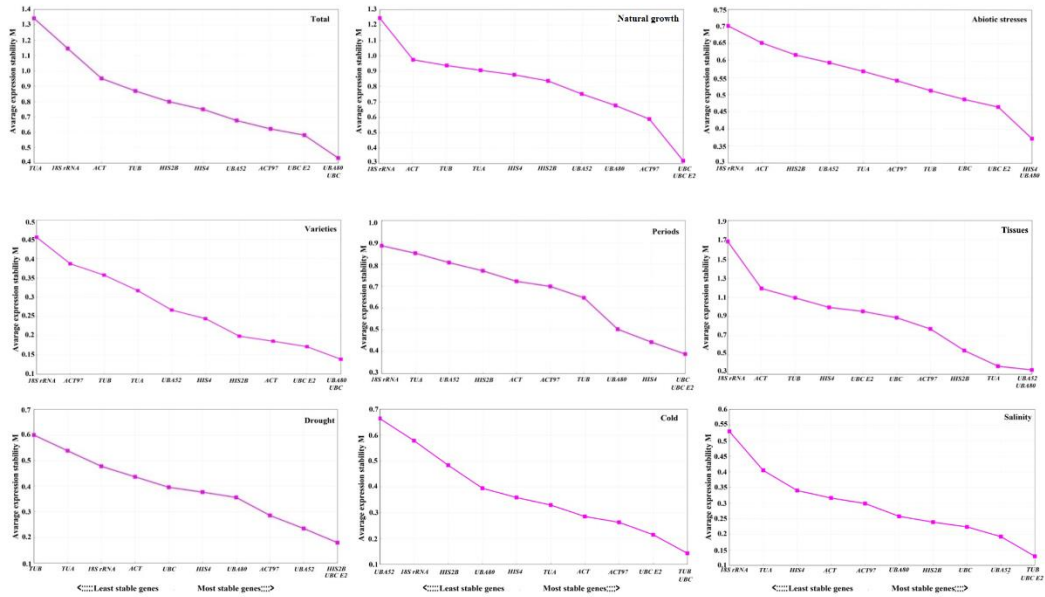 Total
Avarage expression stability M
1.4
1.3
1.2
1.1
1.0
0.9
0.8
0.7
0.6
0.5
0.4
TUA 18S rRNA ACT TUB HIS2B HIS4 UBA52 ACT97 UBC E2 UBA80
UBC
Natural growth
Avarage expression stability M
1.3
1.2
1.1
1.0
0.9
0.8
0.7
0.6
0.5
0.4
0.3
18S rRNA ACT TUB TUA HIS4 HIS2B UBA52 UBA80 ACT97 UBC
UBC E2
Abiotic stresses
Avarage expression stability M
0.75
0.7
0.65
0.6
0.55
0.5
0.45
0.4
0.35
0.3
18S rRNA ACT HIS2B UBA52 TUA ACT97 TUB UBC UBC E2 HIS4
UBA80
Varieties
Avarage expression stability M
0.5
0.45
0.4
0.35
0.3
0.25
0.2
0.15
0.1
18S rRNA ACT97 TUB TUA UBA52 HIS4 HIS2B ACT UBC E2 UBA80
UBC
Periods
Avarage expression stability M
1.0
0.9
0.8
0.7
0.6
0.5
0.4
0.3
18S rRNA TUA UBA52 HIS2B ACT ACT97 TUB UBA80 HIS4 UBC
UBC E2
Tissues
Avarage expression stability M
1.9
1.7
1.5
1.3
1.1
0.9
0.7
0.5
0.3
18S rRNA ACT TUB HIS4 UBC E2 UBC ACT97 HIS2B TUA UBA52
UBA80
Drought
Avarage expression stability M
0.7
0.6
0.5
0.4
0.3
0.2
0.1
TUB TUA 18S rRNA ACT UBC HIS4 UBA80 ACT97 UBA52 HIS2B
UBC E2
Least stable genes Most stable genes
Cold
Avarage expression stability M
0.7
0.6
0.5
0.4
0.3
0.2
0.1
UBA52 18S rRNA HIS2B UBA80 HIS4 TUA ACT ACT97 UBC E2 TUB
UBC
Least stable genes Most stable genes
Salinity
Avarage expression stability M
0.6
0.55
0.5
0.45
0.4
0.35
0.3
0.25
0.2
0.15
0.1
18S rRNA TUA HIS4 ACT ACT97 UBA80 HIS2B UBC UBA52 TUB
UBC E2
Least stable genes Most stable genes